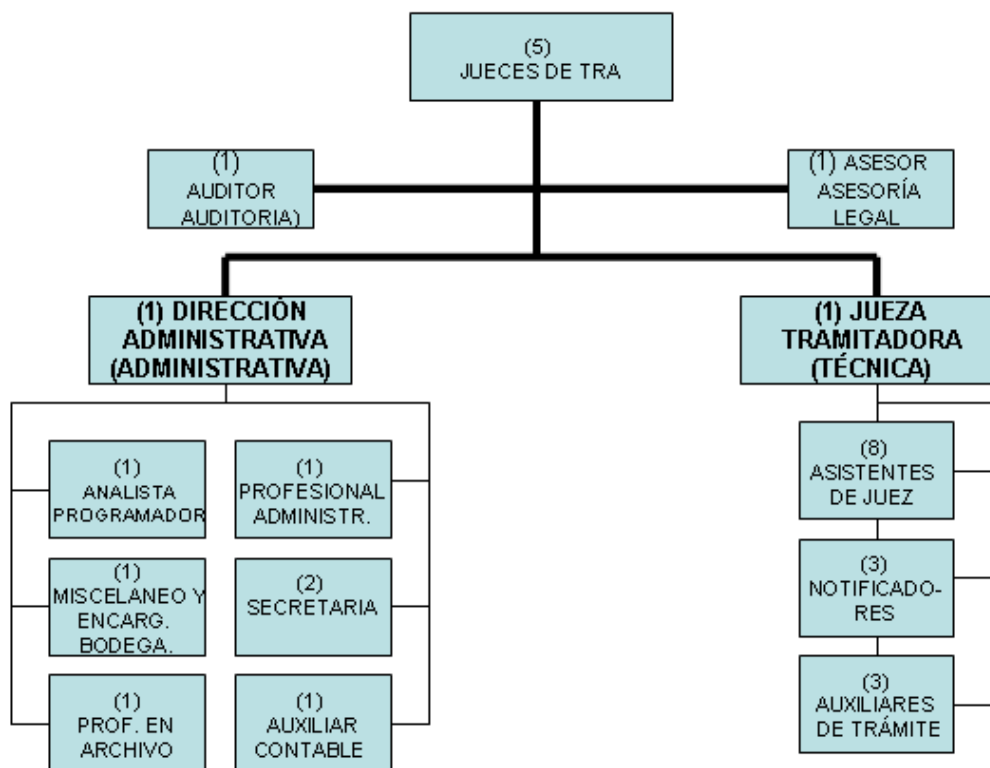 (5)
JUECES DE TRA
(1)
AUDITOR
AUDITORIA)
(1) ASESOR
ASESORÍA
LEGAL
(1) DIRECCIÓN
ADMINISTRATIVA
(ADMINISTRATIVA)
(1) JUEZA
TRAMITADORA
(TÉCNICA)
(1)
ANALISTA
PROGRAMADOR
(1)
PROFESIONAL
ADMINISTR.
(8)
ASISTENTES
DE JUEZ
(1)
MISCELANEO Y
ENCARG.
BODEGA.
(2)
SECRETARIA
(3)
NOTIFICADO-
RES
(1)
PROF. EN
ARCHIVO
(1)
AUXILIAR
CONTABLE
(3)
AUXILIARES
DE TRÁMITE